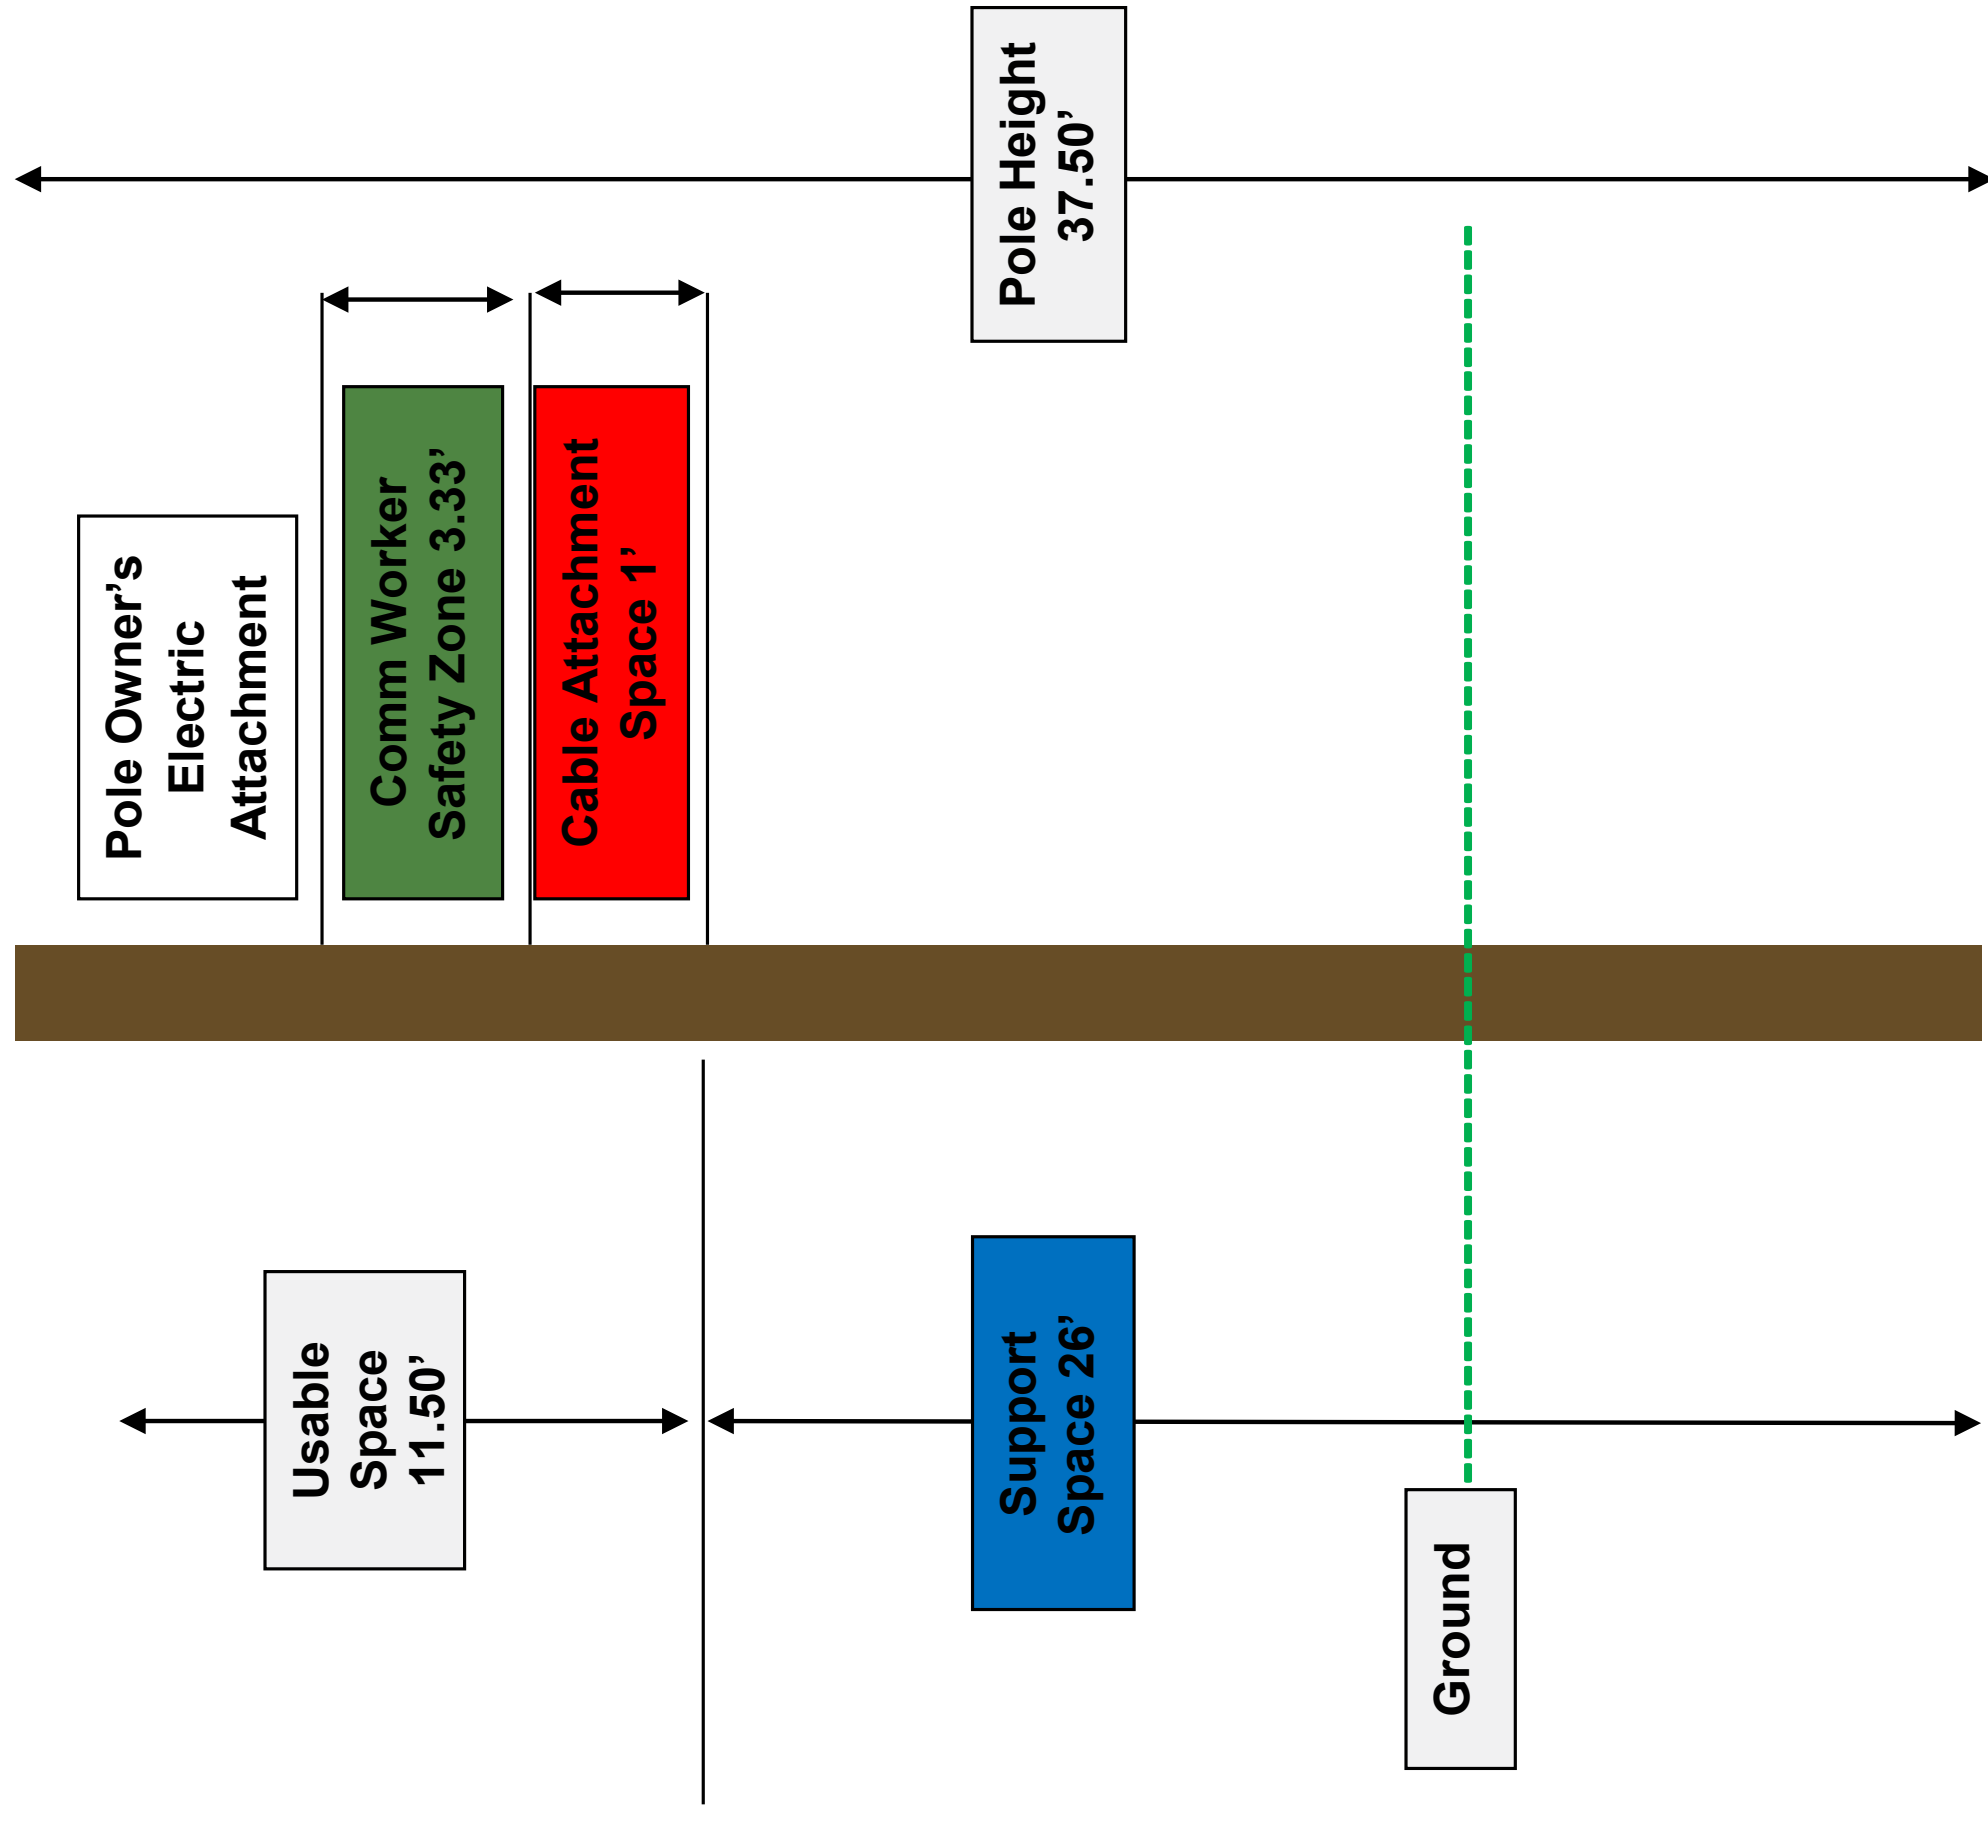 Pole Height
37.50’
Pole Owner’s
Electric
Attachment
Comm Worker
Safety Zone 3.33’
Cable Attachment
Space 1’
Usable
Space
11.50’
Support
Space 26’
Ground